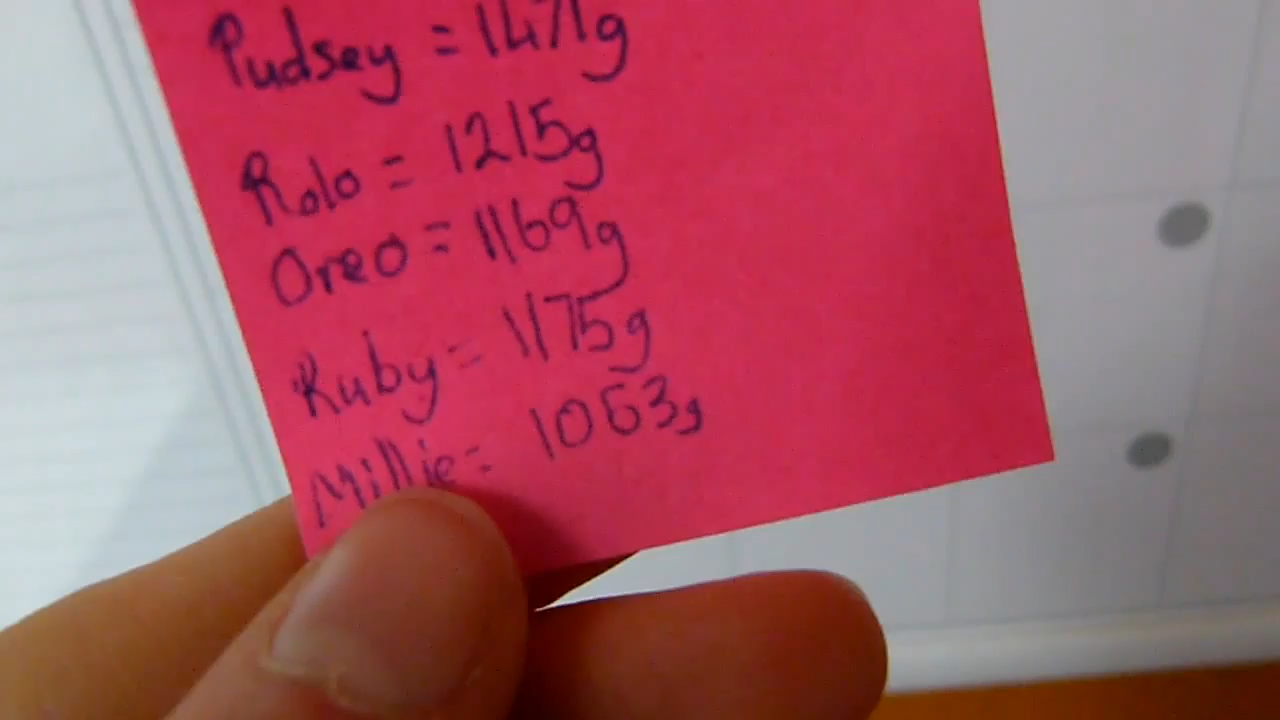 Pudsey = 1471g
Rolo = 1215g
Oreo = 1169g
Ruby = 1175g
Millie = 1063g